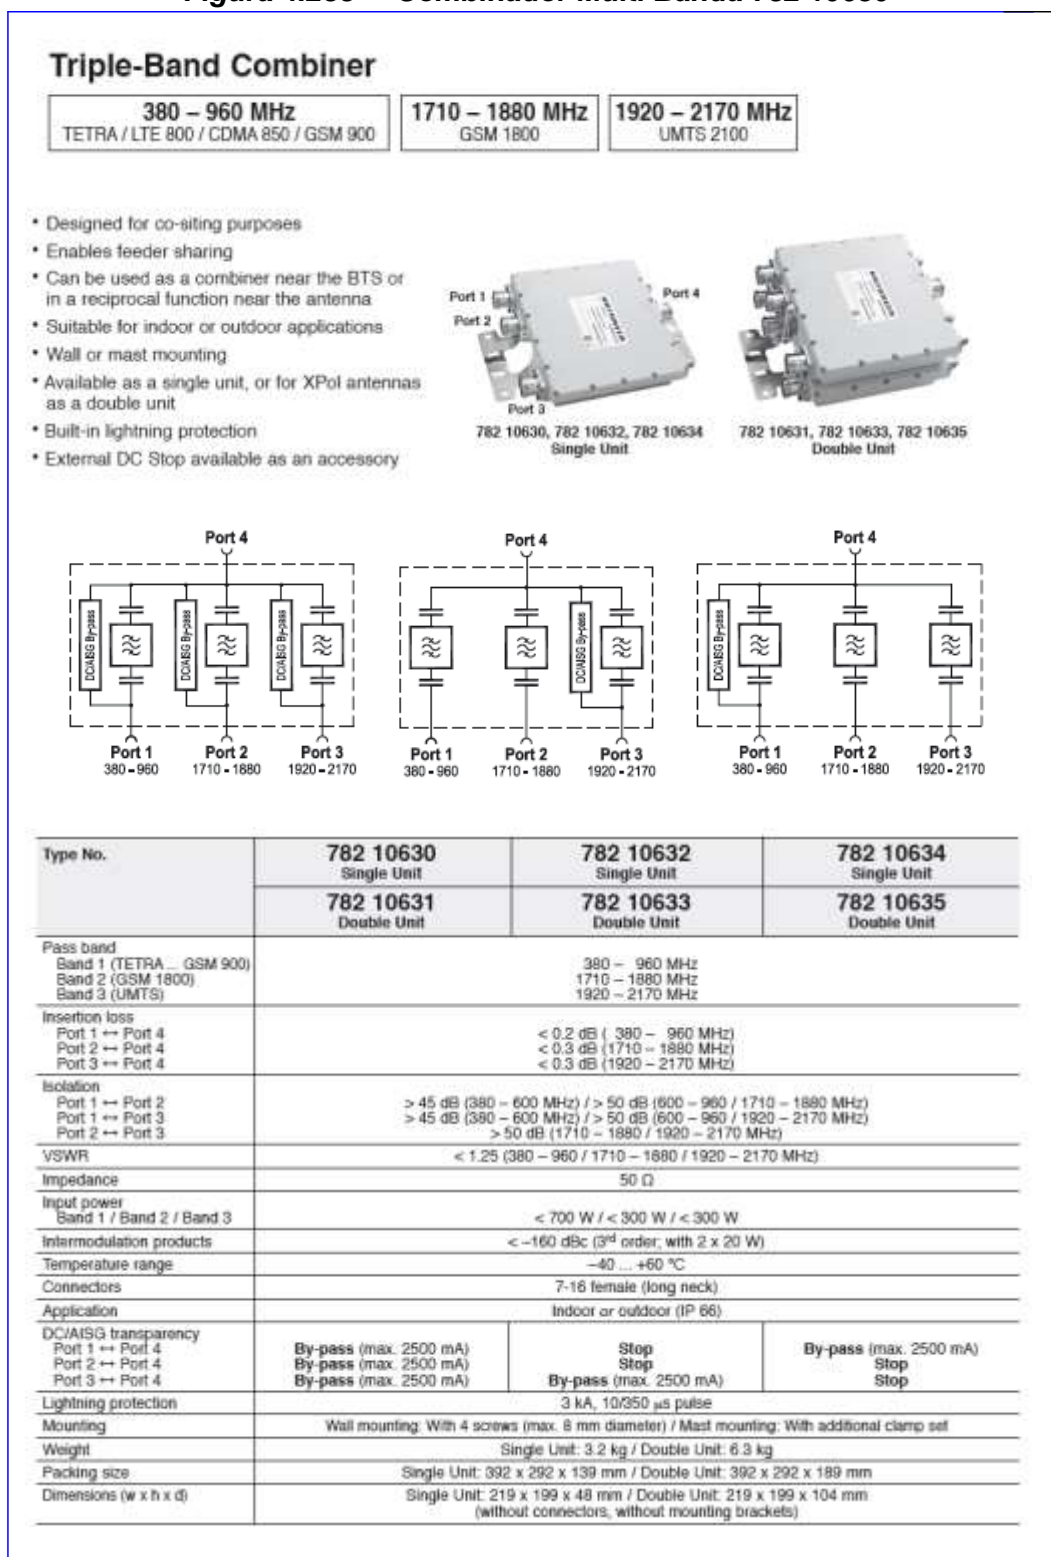 Triple-Band Combiner
380 – 960 MHz
TETRA / LTE 800 / CDMA 850 / GSM 900
1710 – 1880 MHz
GSM 1800
1920 – 2170 MHz
UMTS 2100
• Designed for co-siting purposes
• Enables feeder sharing
• Can be used as a combiner near the BTS or
in a reciprocal function near the antenna
• Suitable for indoor or outdoor applications
• Wall or mast mounting
• Available as a single unit, or for XPol antennas
as a double unit
• Built-in lightning protection
• External DC Stop available as an accessory
Port 1
Port 2
Port 3
Port 4
782 10630, 782 10632, 782 10634
Single Unit
782 10631, 782 10633, 782 10635
Double Unit
Port 4
DC/AISG By-pass
DC/AISG By-pass
DC/AISG By-pass
Port 1
380 - 960
Port 2
1710 - 1880
Port 3
1920 - 2170
Port 4
DC/AISG By-pass
Port 1
380 - 960
Port 2
1710 - 1880
Port 3
1920 - 2170
Port 4
DC/AISG By-pass
Port 1
380 - 960
Port 2
1710 - 1880
Port 3
1920 - 2170
Type No. 782 10630 782 10632 782 10634
Single Unit Single Unit Single Unit
782 10631 782 10633 782 10635
Double Unit Double Unit Double Unit
Pass band
Band 1 (TETRA ... GSM 900) 380 – 960 MHz
Band 2 (GSM 1800) 1710 – 1880 MHz
Band 3 (UMTS) 1920 – 2170 MHz
Insertion loss
Port 1 ↔ Port 4 < 0.2 dB ( 380 – 960 MHz)
Port 2 ↔ Port 4 < 0.3 dB (1710 – 1880 MHz)
Port 3 ↔ Port 4 < 0.3 dB (1920 – 2170 MHz)
Isolation
Port 1 ↔ Port 2 > 45 dB (380 – 600 MHz) / > 50 dB (600 – 960 / 1710 – 1880 MHz)
Port 1 ↔ Port 3 > 45 dB (380 – 600 MHz) / > 50 dB (600 – 960 / 1920 – 2170 MHz)
Port 2 ↔ Port 3 > 50 dB (1710 – 1880 / 1920 – 2170 MHz)
VSWR < 1.25 (380 – 960 / 1710 – 1880 / 1920 – 2170 MHz)
Impedance 50 Ω
Input power
Band 1 / Band 2 / Band 3 < 700 W / < 300 W / < 300 W
Intermodulation products < –160 dBc (3rd order; with 2 x 20 W)
Temperature range –40 ... +60 °C
Connectors 7-16 female (long neck)
Application Indoor or outdoor (IP 66)
DC/AISG transparency
Port 1 ↔ Port 4 By-pass (max. 2500 mA) Stop By-pass (max. 2500 mA)
Port 2 ↔ Port 4 By-pass (max. 2500 mA) Stop Stop
Port 3 ↔ Port 4 By-pass (max. 2500 mA) By-pass (max. 2500 mA) Stop
Lightning protection 3 kA, 10/350 µs pulse
Mounting Wall mounting: With 4 screws (max. 8 mm diameter) / Mast mounting: With additional clamp set
Weight Single Unit: 3.2 kg / Double Unit: 6.3 kg
Packing size Single Unit: 392 x 292 x 139 mm / Double Unit: 392 x 292 x 189 mm
Dimensions (w x h x d) Single Unit: 219 x 199 x 48 mm / Double Unit: 219 x 199 x 104 mm
(without connectors, without mounting brackets)